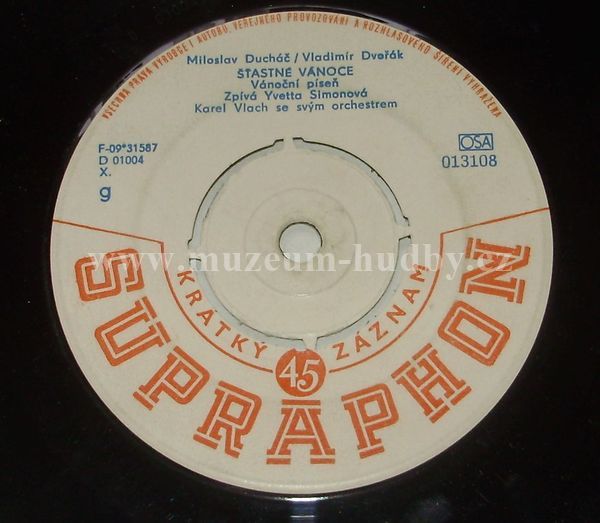 VŠECHNA PRÁVA VÝROBCE I AUTORŮ, VEŘEJNÉHO PROVOZOVÁNÍ A ROZHLASOVÉHO ŠÍŘENÍ VYHRAZENA
Miloslav Ducháč / Vladimír Dvořák
ŠŤASTNÉ VÁNOCE
Vánoční píseň
Zpívá Yvetta Simonová
Karel Vlach se svým orchestrem
F-09*31587
D 01004
X.
g
OSA
013108
www.muzeum-hudby.cz
KRÁTKÝ 45 ZÁZNAM
SUPRAPHON